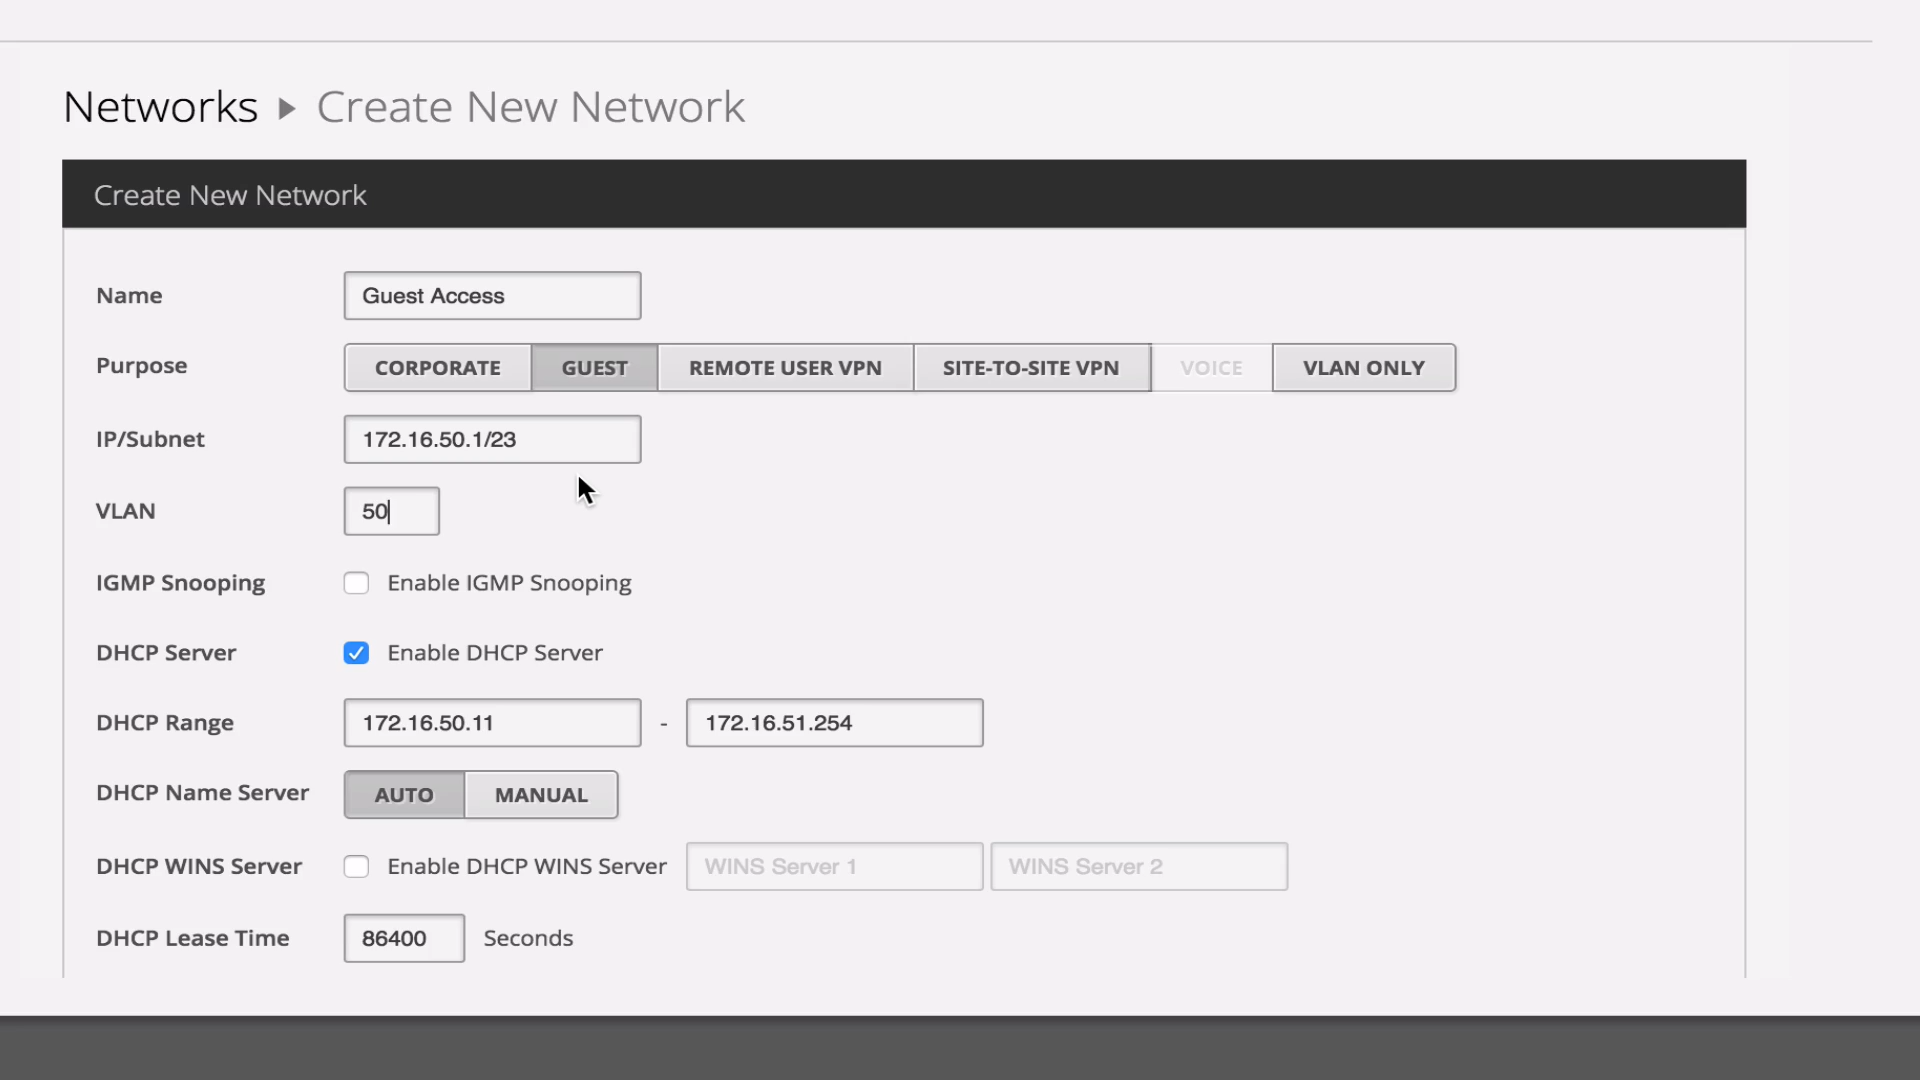 Networks ▸ Create New Network
Create New Network
Name Guest Access
Purpose CORPORATE GUEST REMOTE USER VPN SITE-TO-SITE VPN VOICE VLAN ONLY
IP/Subnet 172.16.50.1/23
VLAN 50
IGMP Snooping Enable IGMP Snooping
DHCP Server Enable DHCP Server
DHCP Range 172.16.50.11 - 172.16.51.254
DHCP Name Server AUTO MANUAL
DHCP WINS Server Enable DHCP WINS Server WINS Server 1 WINS Server 2
DHCP Lease Time 86400 Seconds